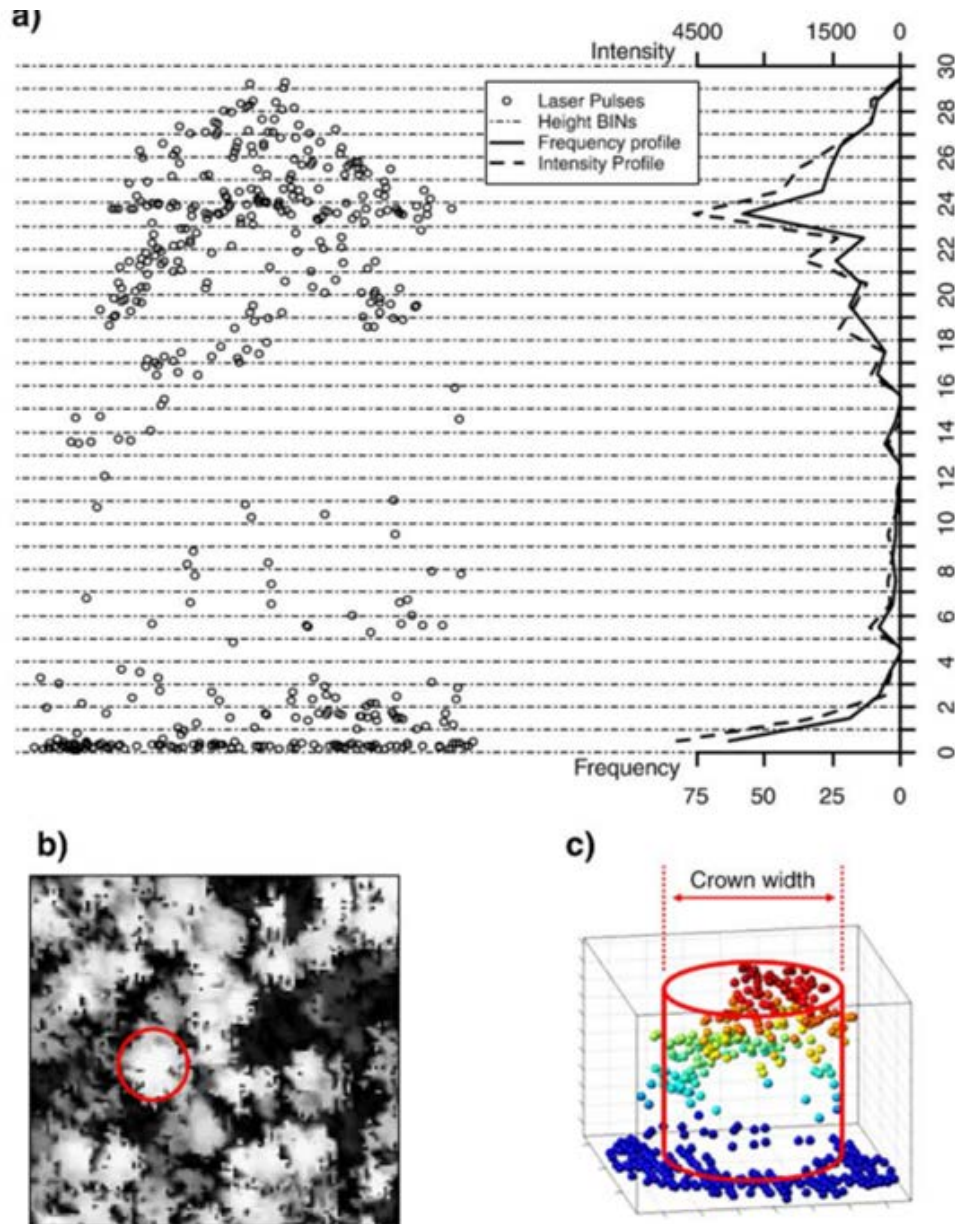 a)
4500 1500 0
Intensity
Laser Pulses
Height BINs
Frequency profile
Intensity Profile
30
28
26
24
22
20
18
16
14
12
10
8
6
4
2
0
Frequency
75 50 25 0
b)
c)
Crown width